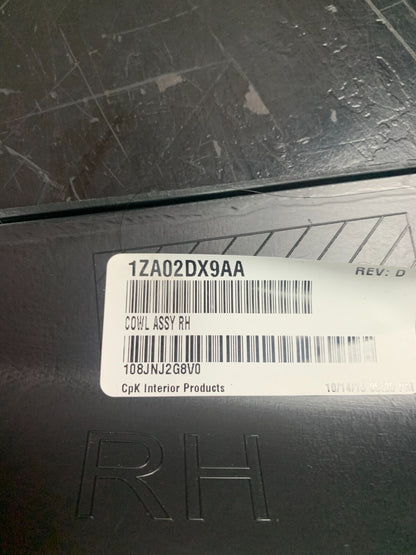 1ZA02DX9AA
REV: D
COWL ASSY RH
108JNJ2G8V0
CpK Interior Products
RH